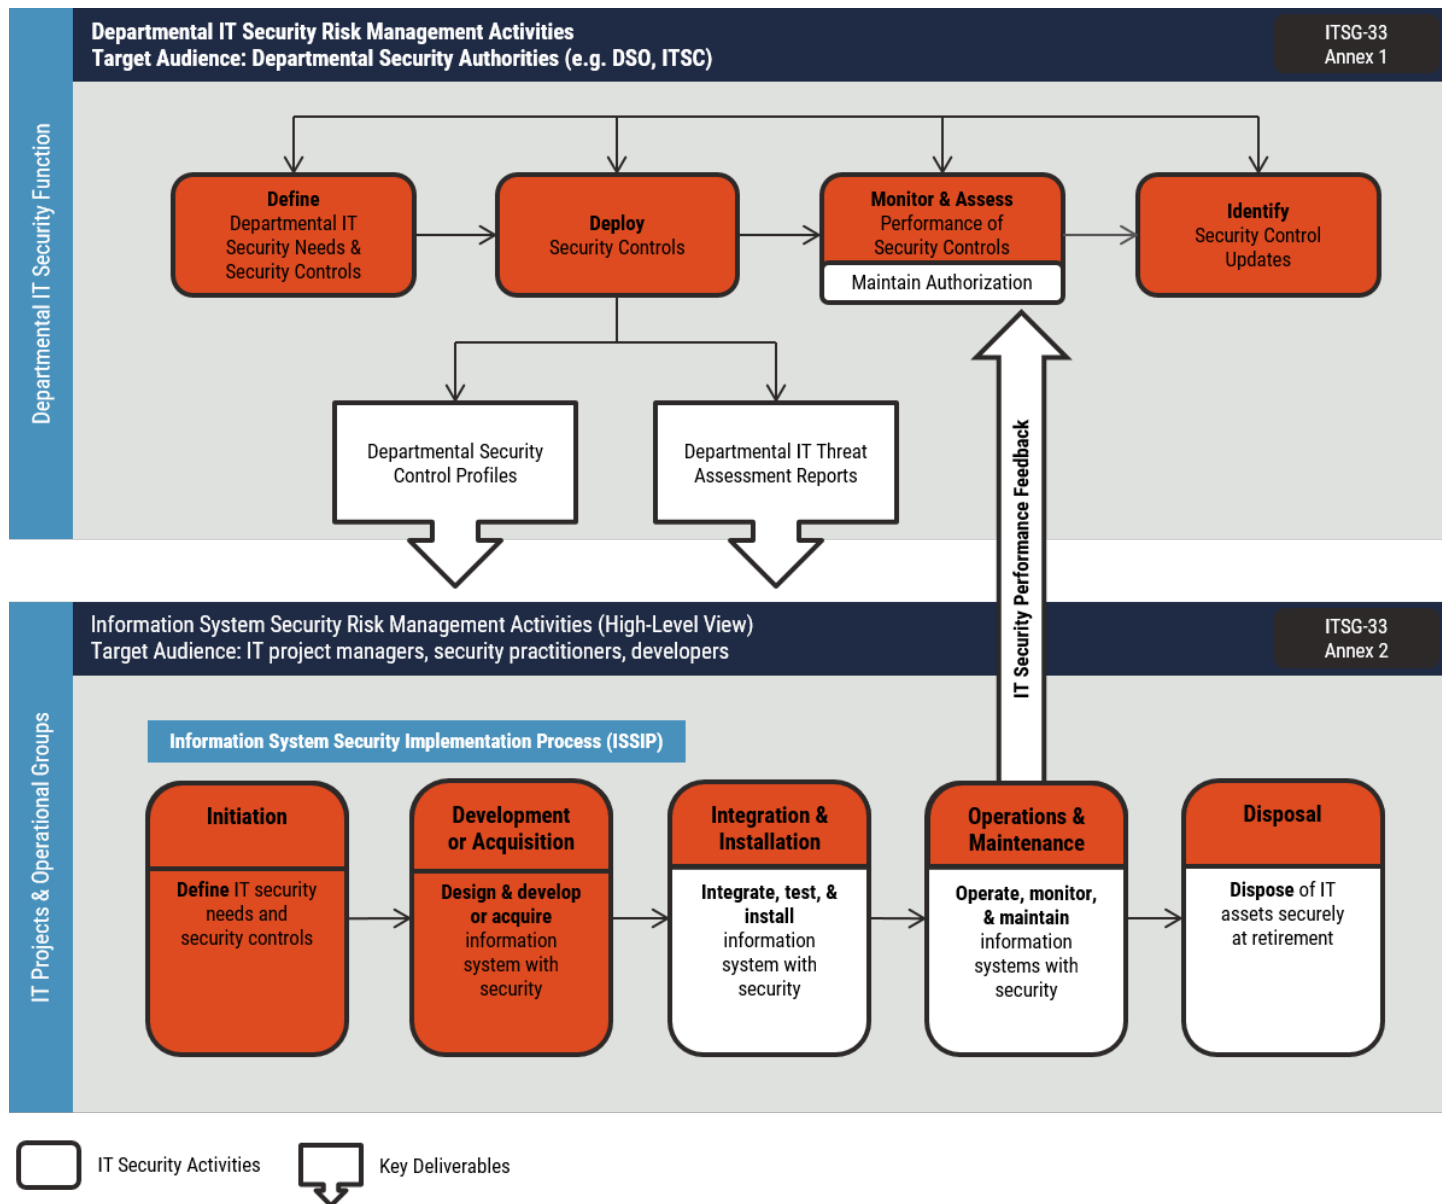 Departmental IT Security Risk Management Activities
Target Audience: Departmental Security Authorities (e.g. DSO, ITSC)
ITSG-33
Annex 1
Departmental IT Security Function
Define
Departmental IT
Security Needs &
Security Controls
Deploy
Security Controls
Monitor & Assess
Performance of
Security Controls
Maintain Authorization
Identify
Security Control
Updates
Departmental Security
Control Profiles
Departmental IT Threat
Assessment Reports
IT Security Performance Feedback
Information System Security Risk Management Activities (High-Level View)
Target Audience: IT project managers, security practitioners, developers
ITSG-33
Annex 2
IT Projects & Operational Groups
Information System Security Implementation Process (ISSIP)
Initiation
Define IT security
needs and
security controls
Development
or Acquisition
Design & develop
or acquire
information
system with
security
Integration &
Installation
Integrate, test, &
install
information
system with
security
Operations &
Maintenance
Operate, monitor,
& maintain
information
systems with
security
Disposal
Dispose of IT
assets securely
at retirement
IT Security Activities
Key Deliverables